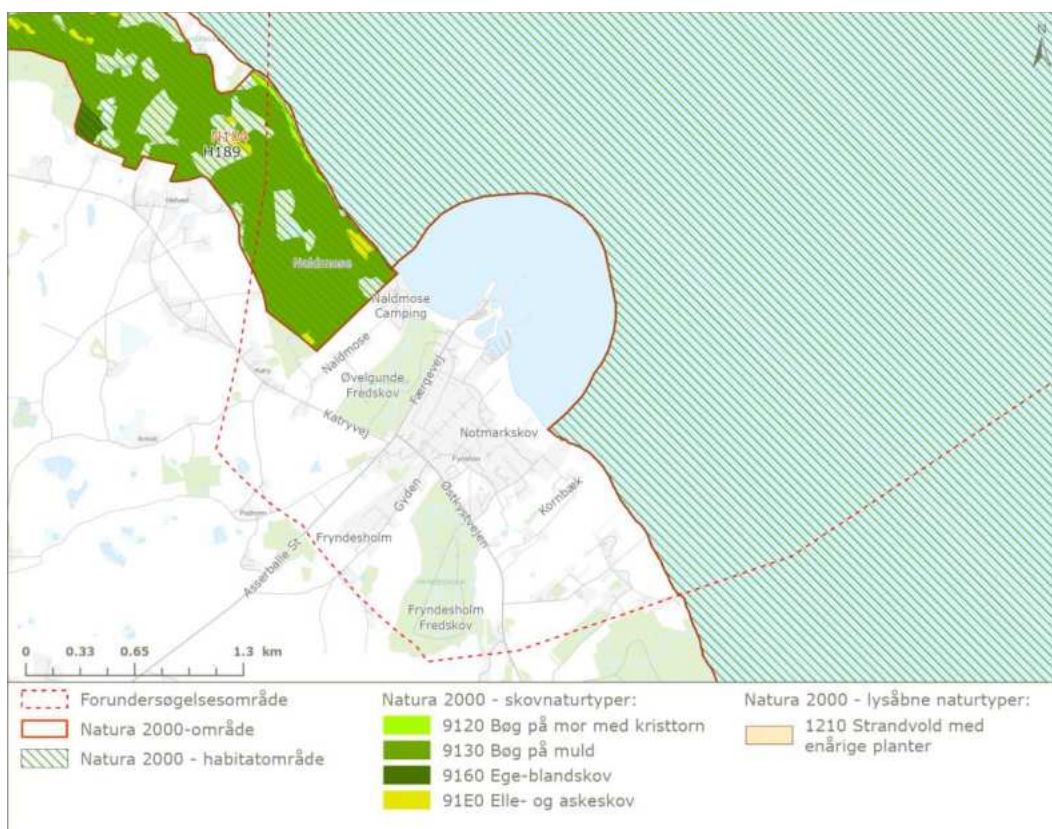 N
H189
Helved
Naldmose
Naldmose
Camping
Naldmose
Færgevej
Øvelgunde
Fredskov
Katry
Katryvej
Notmarkskov
Fynshav
Gyden
Østkystvejen
Kornbæk
Fryndesholm
Asserballe St
Fryndesholm
Fredskov
0 0.33 0.65 1.3 km
Forundersøgelsesområde
Natura 2000-område
Natura 2000 - habitatområde
Natura 2000 - skovnaturtyper:
9120 Bøg på mor med kristtorn
9130 Bøg på muld
9160 Ege-blandskov
91E0 Elle- og askeskov
Natura 2000 - lysåbne naturtyper:
1210 Strandvold med
enårige planter